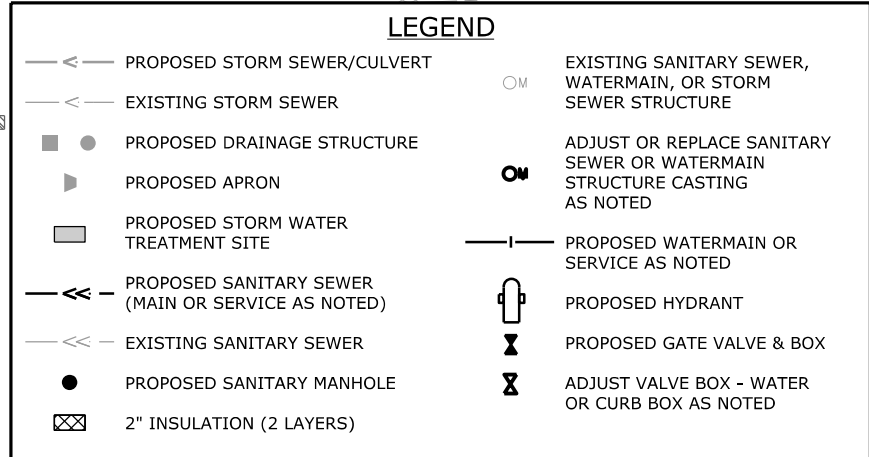 LEGEND
PROPOSED STORM SEWER/CULVERT
EXISTING STORM SEWER
PROPOSED DRAINAGE STRUCTURE
PROPOSED APRON
PROPOSED STORM WATER
TREATMENT SITE
PROPOSED SANITARY SEWER
(MAIN OR SERVICE AS NOTED)
EXISTING SANITARY SEWER
PROPOSED SANITARY MANHOLE
2" INSULATION (2 LAYERS)
M
EXISTING SANITARY SEWER,
WATERMAIN, OR STORM
SEWER STRUCTURE
M
ADJUST OR REPLACE SANITARY
SEWER OR WATERMAIN
STRUCTURE CASTING
AS NOTED
PROPOSED WATERMAIN OR
SERVICE AS NOTED
PROPOSED HYDRANT
PROPOSED GATE VALVE & BOX
ADJUST VALVE BOX - WATER
OR CURB BOX AS NOTED